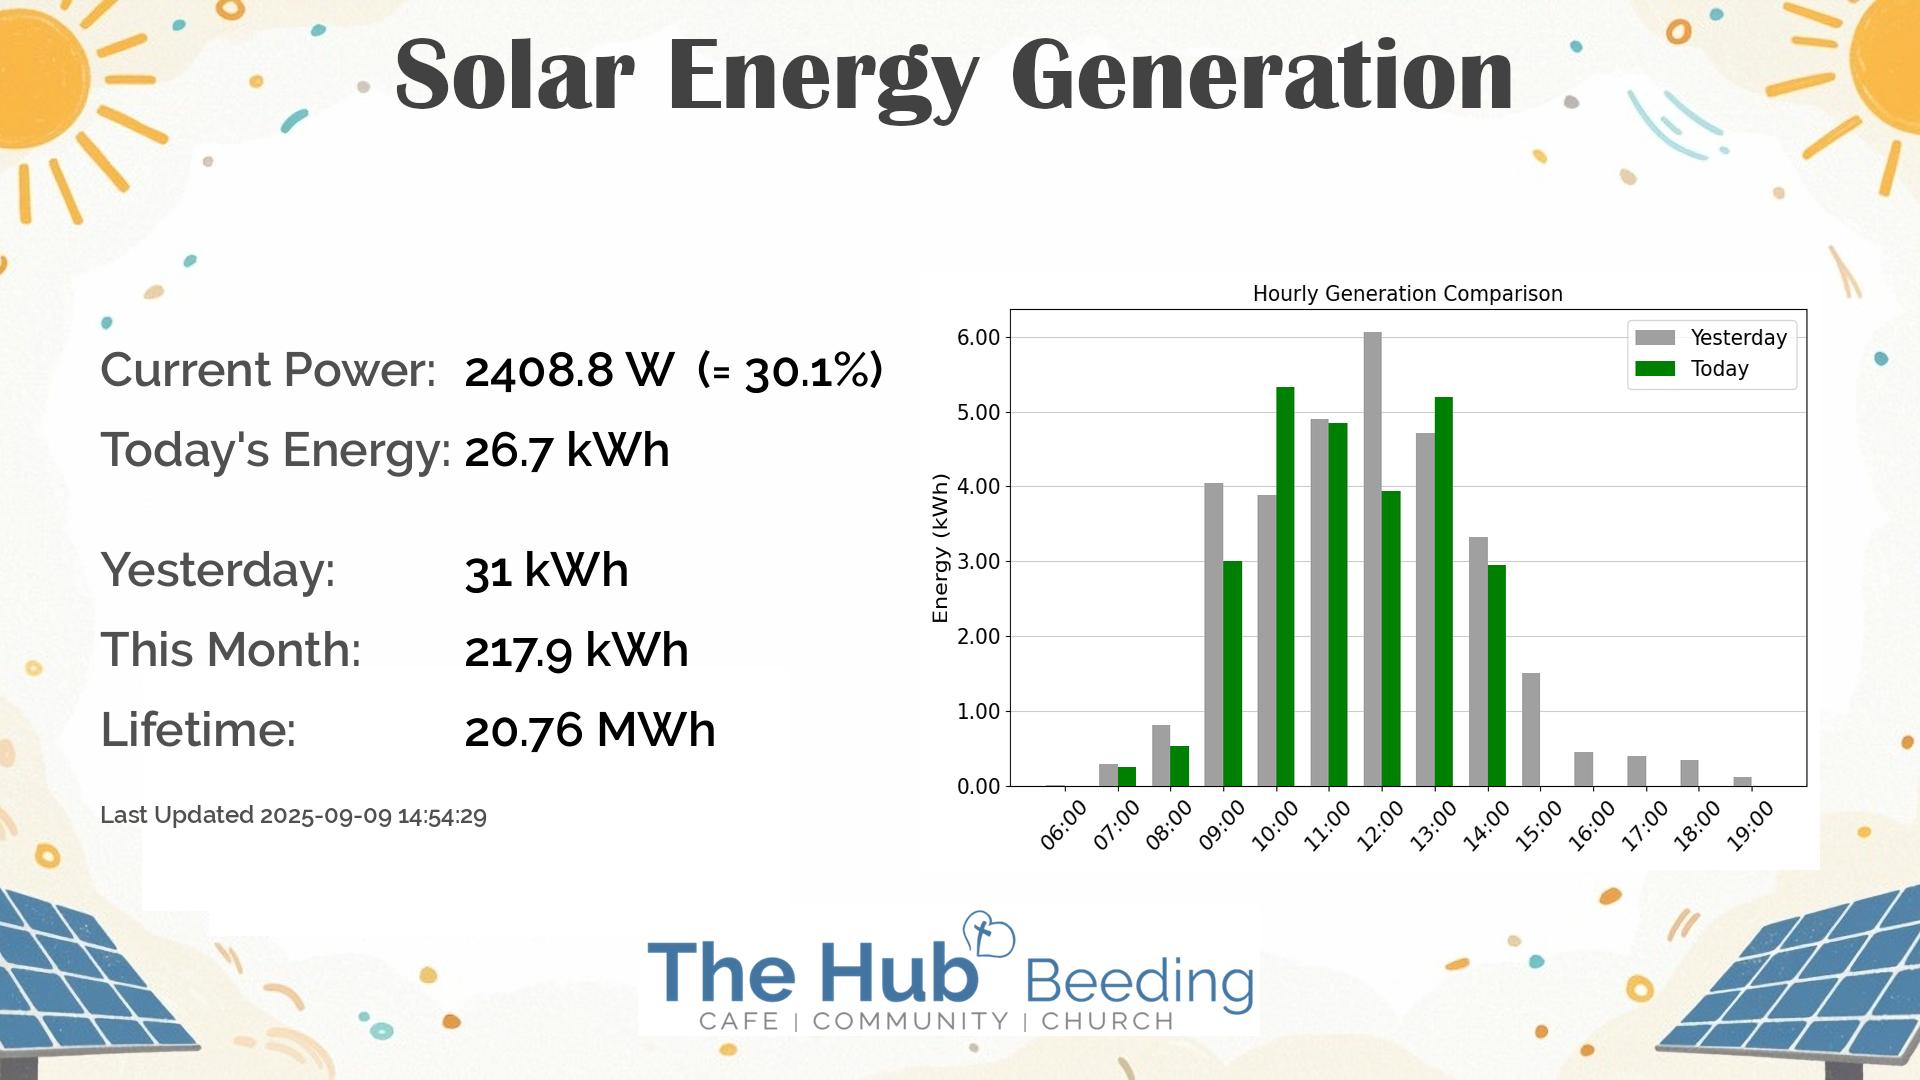 Solar Energy Generation
Current Power: 2408.8 W (= 30.1%)
Today's Energy: 26.7 kWh
Yesterday: 31 kWh
This Month: 217.9 kWh
Lifetime: 20.76 MWh
Last Updated 2025-09-09 14:54:29
Hourly Generation Comparison
Yesterday
Today
Energy (kWh)
6.00
5.00
4.00
3.00
2.00
1.00
0.00
06:00 07:00 08:00 09:00 10:00 11:00 12:00 13:00 14:00 15:00 16:00 17:00 18:00 19:00
The Hub Beeding
CAFE | COMMUNITY | CHURCH